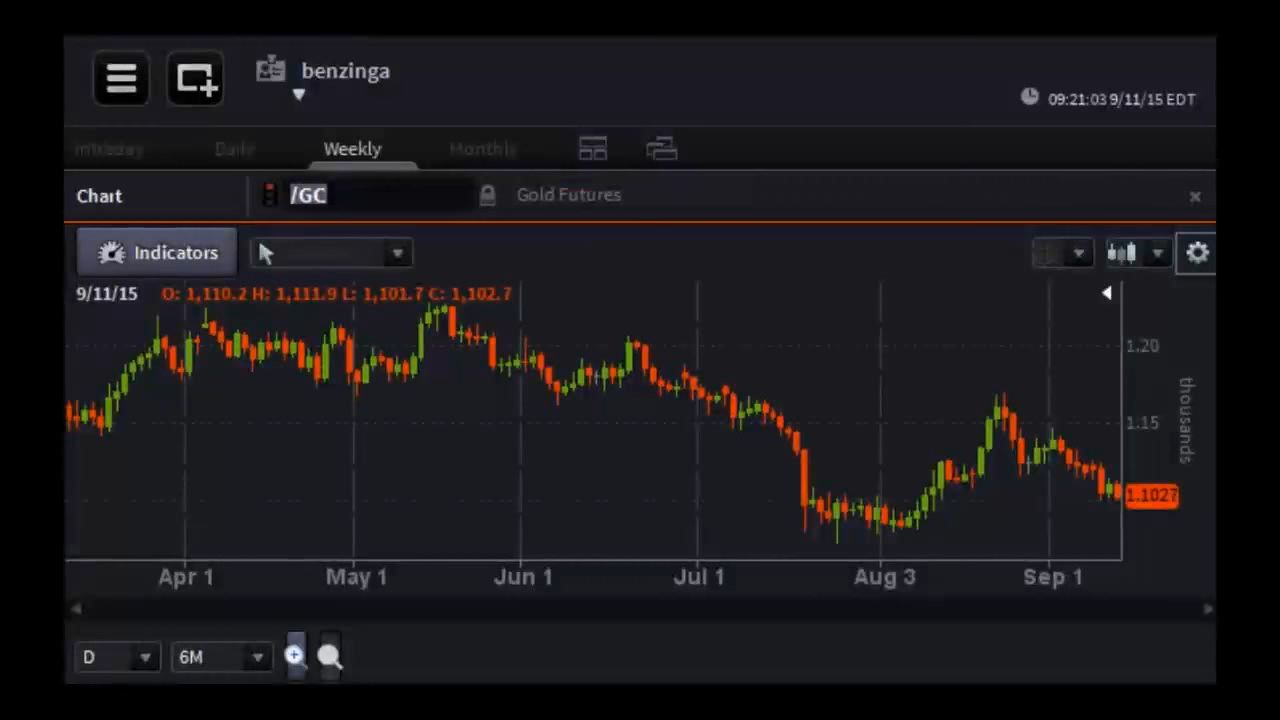 benzinga
09:21:03 9/11/15 EDT
Intraday Daily Weekly Monthly
Chart /GC Gold Futures
Indicators
9/11/15 O: 1,110.2 H: 1,111.9 L: 1,101.7 C: 1,102.7
1.20
1.15
thousands
1.1027
Apr 1 May 1 Jun 1 Jul 1 Aug 3 Sep 1
D 6M